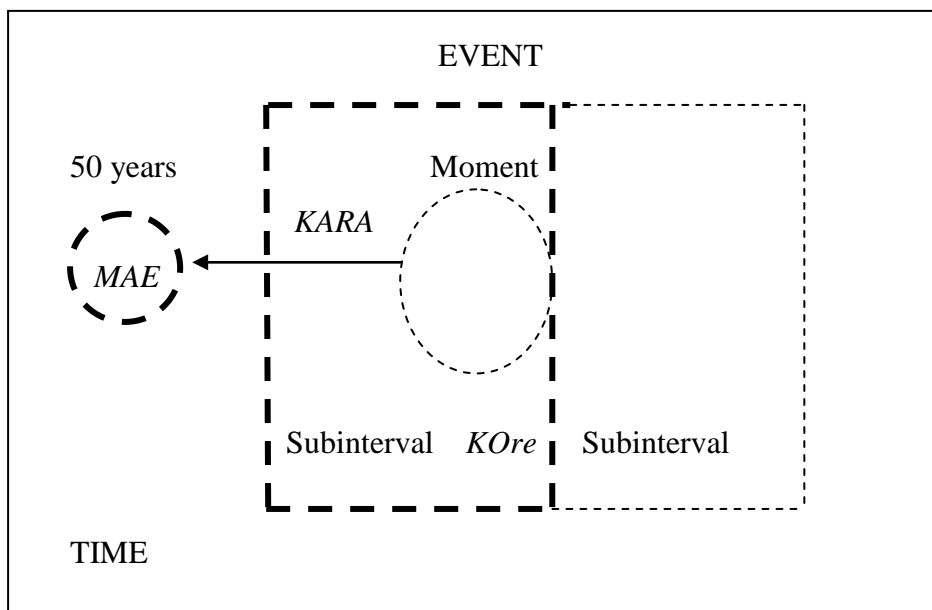 EVENT
50 years Moment
KARA
MAE
Subinterval KOre Subinterval
TIME